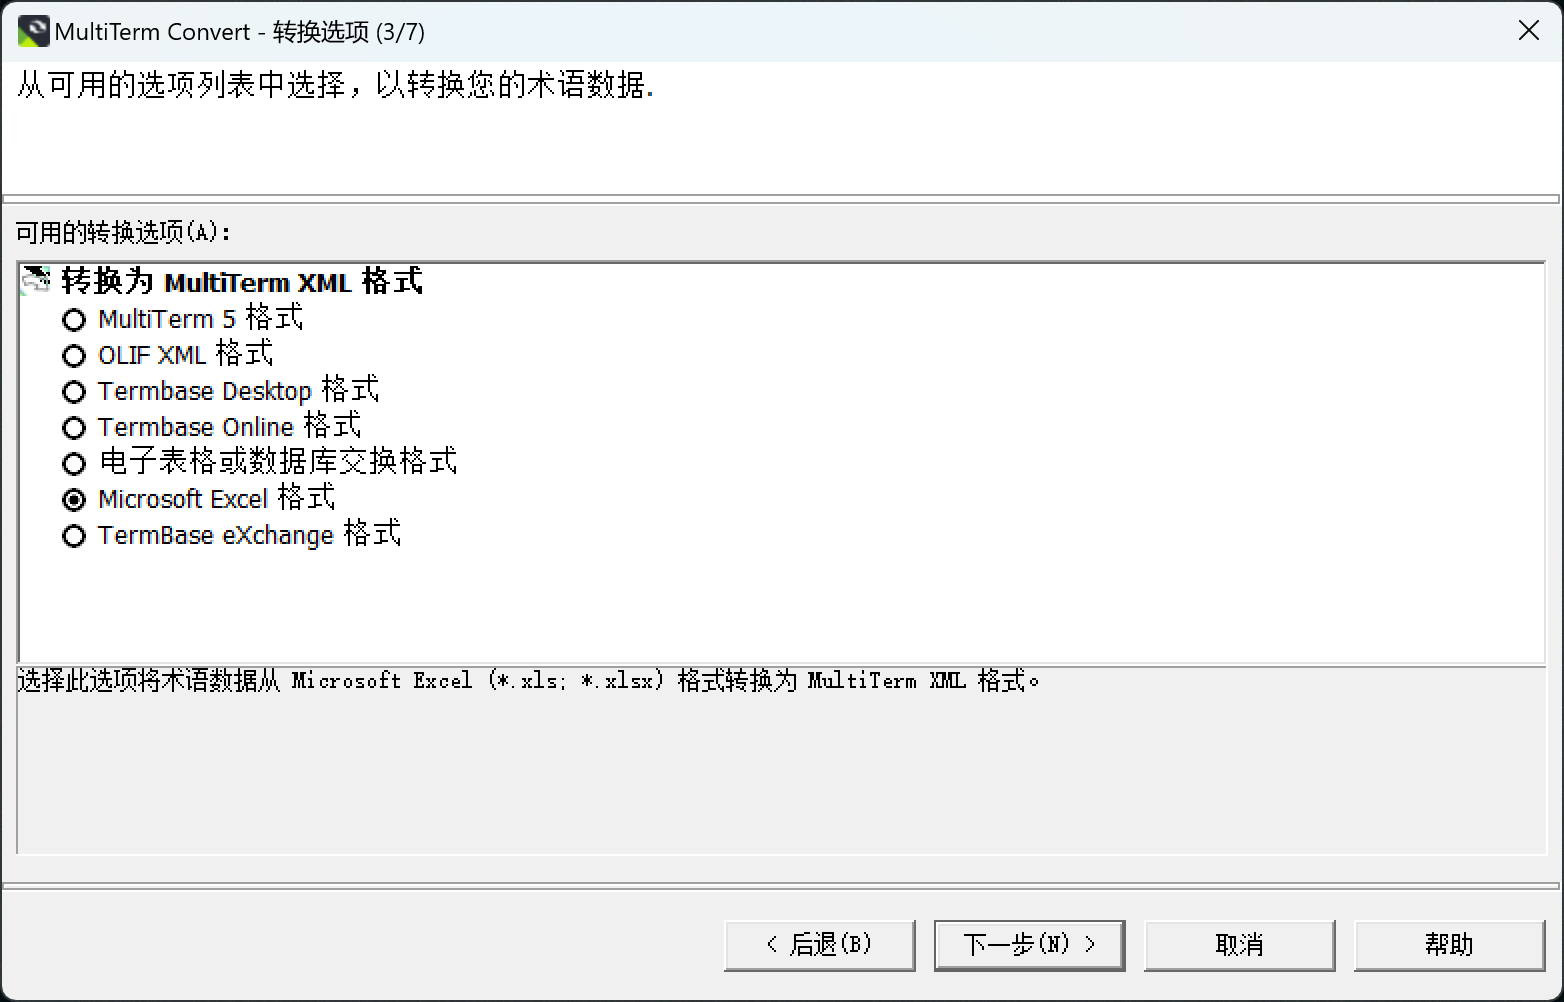 MultiTerm Convert - 转换选项 (3/7)
从可用的选项列表中选择，以转换您的术语数据.
可用的转换选项(A):
转换为 MultiTerm XML 格式
MultiTerm 5 格式
OLIF XML 格式
Termbase Desktop 格式
Termbase Online 格式
电子表格或数据库交换格式
Microsoft Excel 格式
TermBase eXchange 格式
选择此选项将术语数据从 Microsoft Excel (*.xls; *.xlsx) 格式转换为 MultiTerm XML 格式。
< 后退(B) 下一步(N) > 取消 帮助